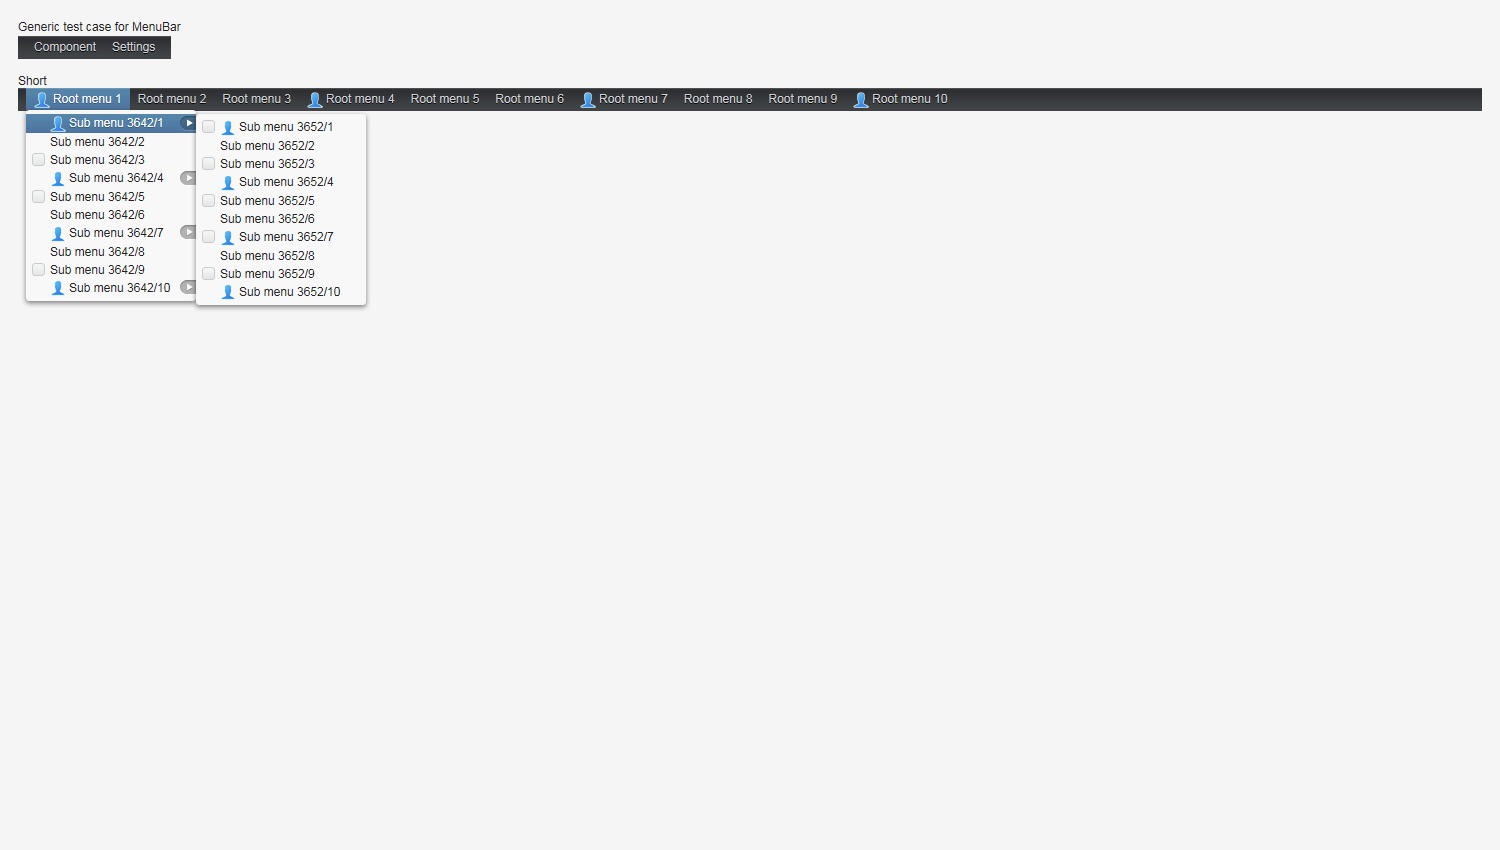 Generic test case for MenuBar
Component Settings
Short
Root menu 1 Root menu 2 Root menu 3 Root menu 4 Root menu 5 Root menu 6 Root menu 7 Root menu 8 Root menu 9 Root menu 10
Sub menu 3642/1
Sub menu 3642/2
Sub menu 3642/3
Sub menu 3642/4
Sub menu 3642/5
Sub menu 3642/6
Sub menu 3642/7
Sub menu 3642/8
Sub menu 3642/9
Sub menu 3642/10
Sub menu 3652/1
Sub menu 3652/2
Sub menu 3652/3
Sub menu 3652/4
Sub menu 3652/5
Sub menu 3652/6
Sub menu 3652/7
Sub menu 3652/8
Sub menu 3652/9
Sub menu 3652/10